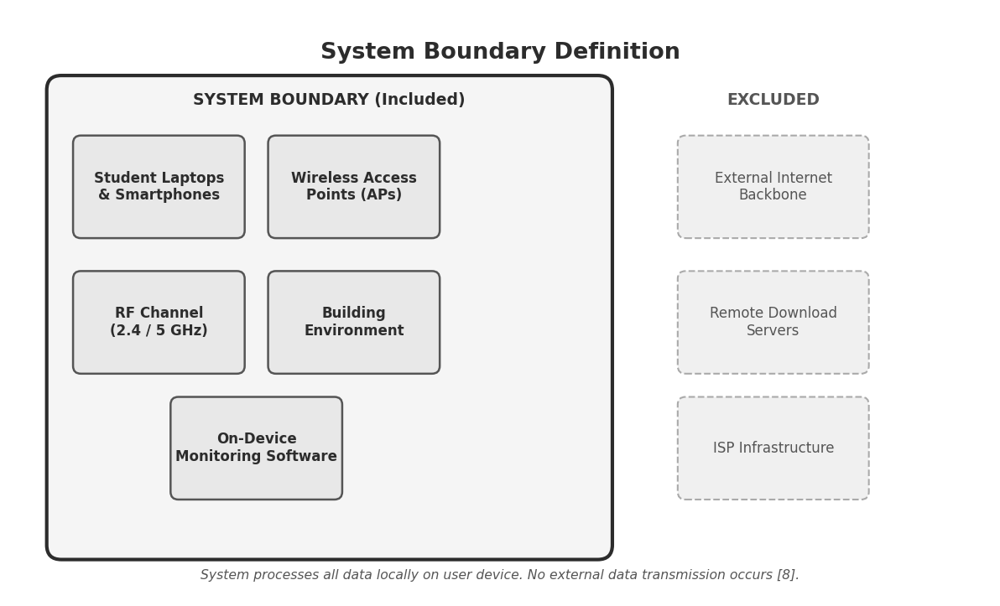 System Boundary Definition
SYSTEM BOUNDARY (Included)
EXCLUDED
Student Laptops
& Smartphones
Wireless Access
Points (APs)
External Internet
Backbone
RF Channel
(2.4 / 5 GHz)
Building
Environment
Remote Download
Servers
On-Device
Monitoring Software
ISP Infrastructure
System processes all data locally on user device. No external data transmission occurs [8].